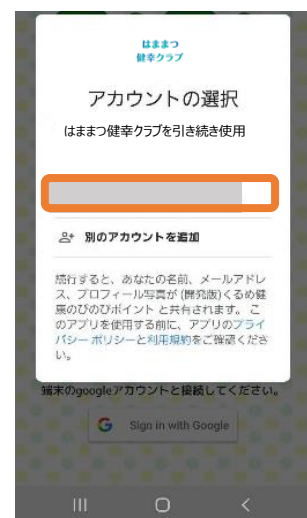 はままつ
健幸クラブ
アカウントの選択
はままつ健幸クラブを引き続き使用
別のアカウントを追加
続行すると、あなたの名前、メールアドレ
ス、プロフィール写真が (開発版)くるめ健
康のびのびポイント と共有されます。 こ
のアプリを使用する前に、アプリのプライ
バシー ポリシーと利用規約をご確認くださ
い。
端末のgoogleアカウントと接続してください。
Sign in with Google